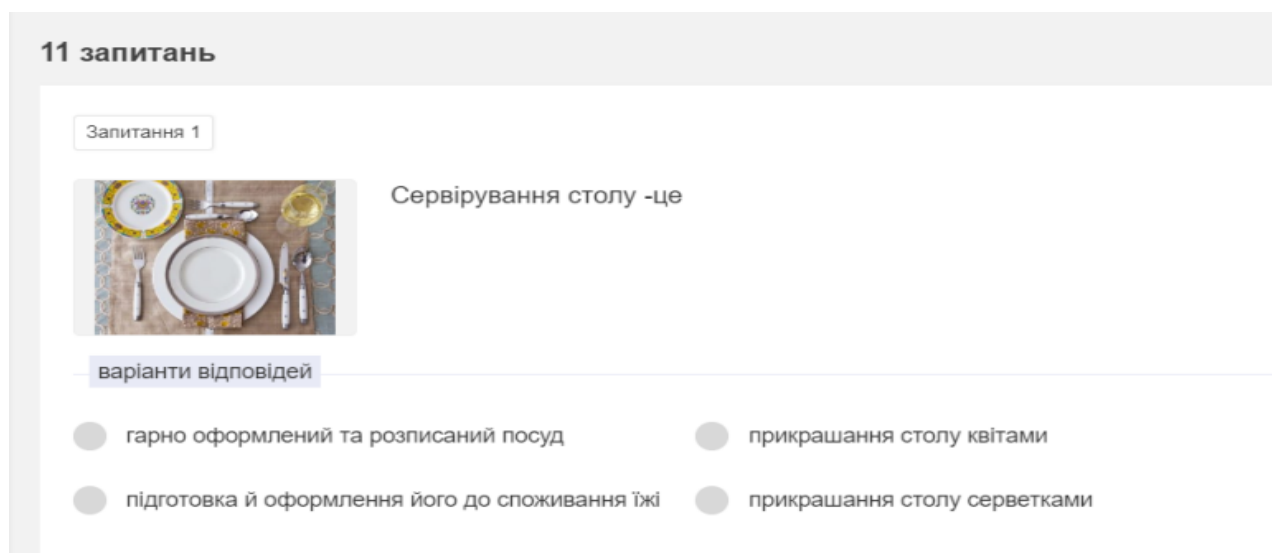 11 запитань
Запитання 1
Сервірування столу -це
варіанти відповідей
гарно оформлений та розписаний посуд
прикрашання столу квітами
підготовка й оформлення його до споживання їжі
прикрашання столу серветками